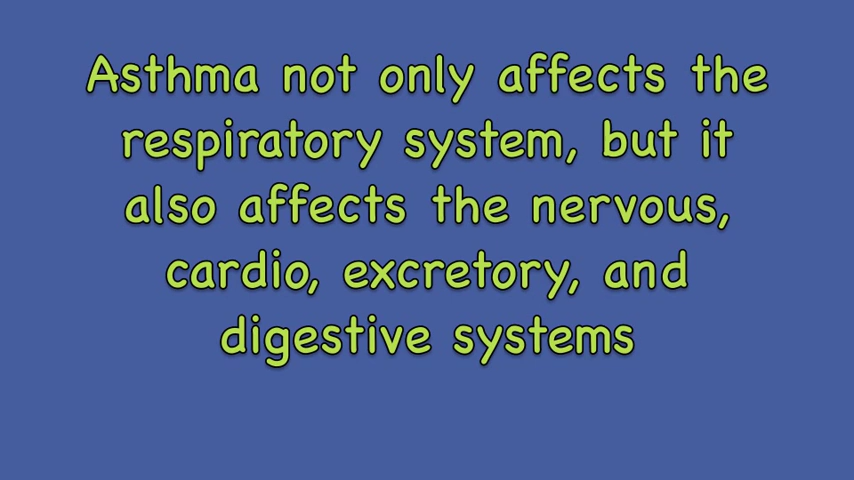 Asthma not only affects the
respiratory system, but it
also affects the nervous,
cardio, excretory, and
digestive systems